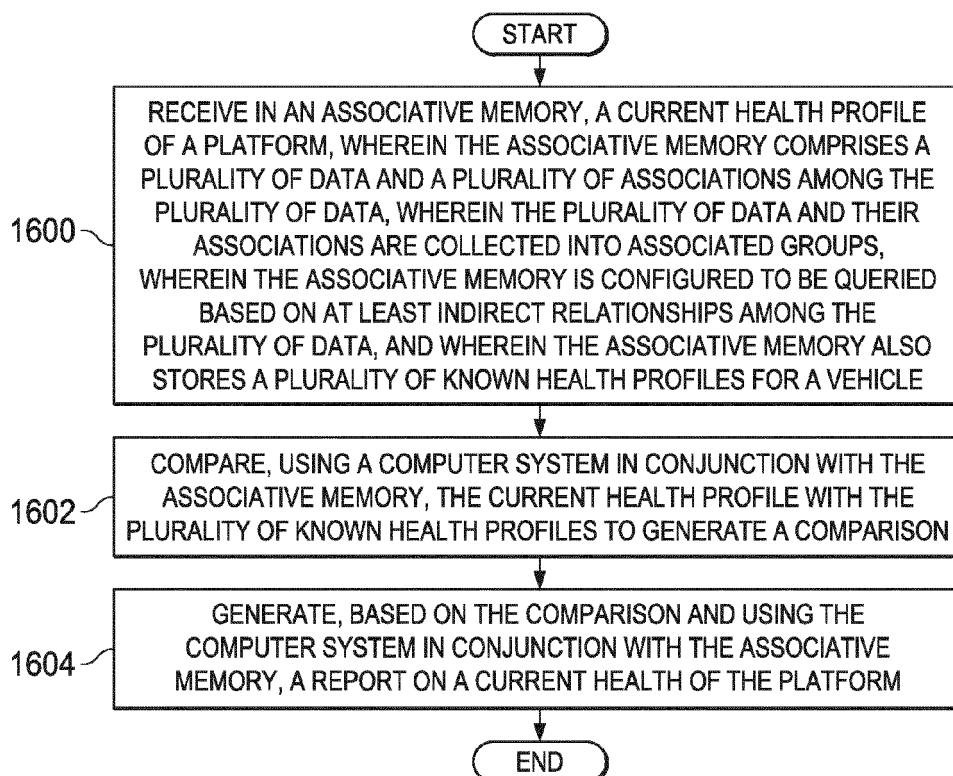 START
RECEIVE IN AN ASSOCIATIVE MEMORY, A CURRENT HEALTH PROFILE
OF A PLATFORM, WHEREIN THE ASSOCIATIVE MEMORY COMPRISES A
PLURALITY OF DATA AND A PLURALITY OF ASSOCIATIONS AMONG THE
PLURALITY OF DATA, WHEREIN THE PLURALITY OF DATA AND THEIR
1600
ASSOCIATIONS ARE COLLECTED INTO ASSOCIATED GROUPS,
WHEREIN THE ASSOCIATIVE MEMORY IS CONFIGURED TO BE QUERIED
BASED ON AT LEAST INDIRECT RELATIONSHIPS AMONG THE
PLURALITY OF DATA, AND WHEREIN THE ASSOCIATIVE MEMORY ALSO
STORES A PLURALITY OF KNOWN HEALTH PROFILES FOR A VEHICLE
COMPARE, USING A COMPUTER SYSTEM IN CONJUNCTION WITH THE
1602
ASSOCIATIVE MEMORY, THE CURRENT HEALTH PROFILE WITH THE
PLURALITY OF KNOWN HEALTH PROFILES TO GENERATE A COMPARISON
GENERATE, BASED ON THE COMPARISON AND USING THE
1604
COMPUTER SYSTEM IN CONJUNCTION WITH THE ASSOCIATIVE
MEMORY, A REPORT ON A CURRENT HEALTH OF THE PLATFORM
END